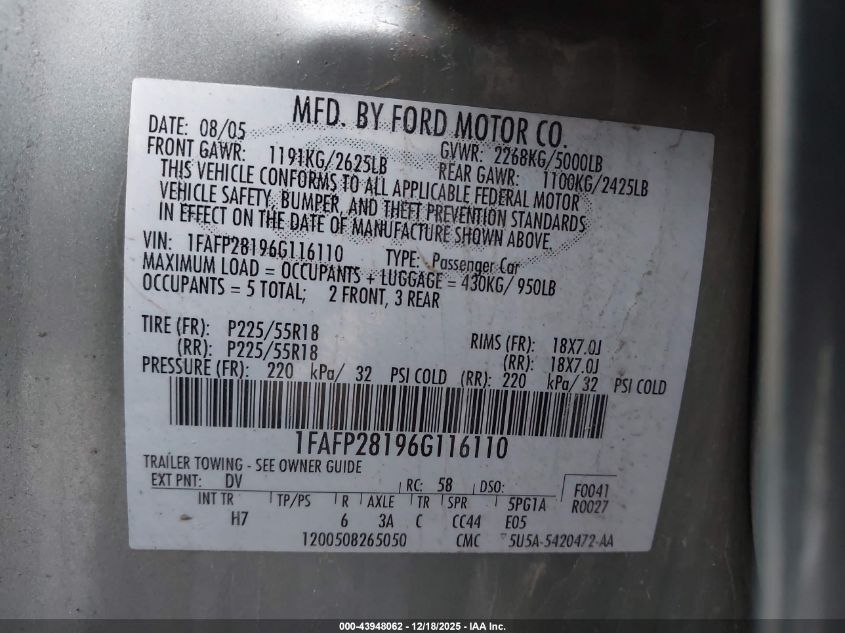 MFD. BY FORD MOTOR CO.
DATE: 08/05 GVWR: 2268KG/5000LB
FRONT GAWR: 1191KG/2625LB REAR GAWR: 1100KG/2425LB
THIS VEHICLE CONFORMS TO ALL APPLICABLE FEDERAL MOTOR
VEHICLE SAFETY, BUMPER, AND THEFT PREVENTION STANDARDS
IN EFFECT ON THE DATE OF MANUFACTURE SHOWN ABOVE.
VIN: 1FAFP28196G116110 TYPE: Passenger Car
MAXIMUM LOAD = OCCUPANTS + LUGGAGE = 430KG/ 950LB
OCCUPANTS = 5 TOTAL; 2 FRONT, 3 REAR
TIRE (FR): P225/55R18 RIMS (FR): 18X7.0J
(RR): P225/55R18 (RR): 18X7.0J
PRESSURE (FR): 220 kPa/ 32 PSI COLD (RR): 220 kPa/ 32 PSI COLD
1FAFP28196G116110
TRAILER TOWING - SEE OWNER GUIDE
EXT PNT: DV RC: 58 DSO: F0041
INT TR TP/PS R AXLE TR SPR 5PG1A R0027
H7 6 3A C CC44 E05
1200508265050 CMC 5U5A-5420472-AA
000-43948062 - 12/18/2025 - IAA Inc.